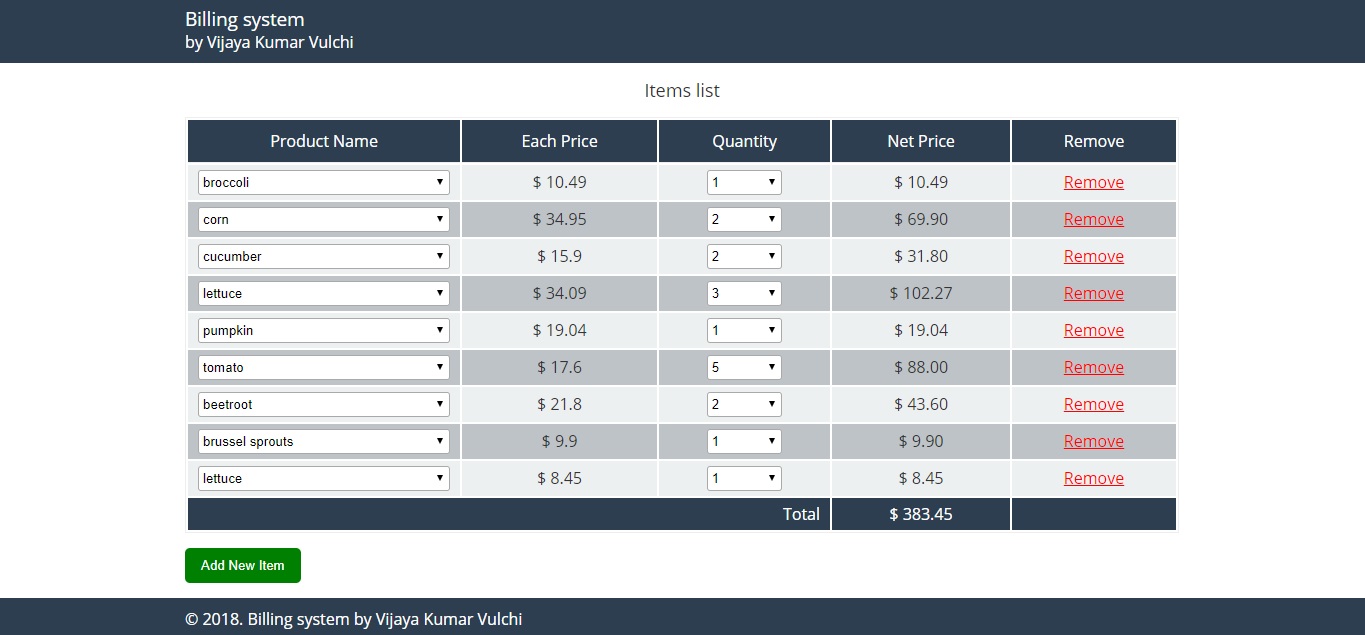 Billing system
by Vijaya Kumar Vulchi
Items list
Product Name Each Price Quantity Net Price Remove
broccoli $ 10.49 1 $ 10.49 Remove
corn $ 34.95 2 $ 69.90 Remove
cucumber $ 15.9 2 $ 31.80 Remove
lettuce $ 34.09 3 $ 102.27 Remove
pumpkin $ 19.04 1 $ 19.04 Remove
tomato $ 17.6 5 $ 88.00 Remove
beetroot $ 21.8 2 $ 43.60 Remove
brussel sprouts $ 9.9 1 $ 9.90 Remove
lettuce $ 8.45 1 $ 8.45 Remove
Total $ 383.45
Add New Item
© 2018. Billing system by Vijaya Kumar Vulchi